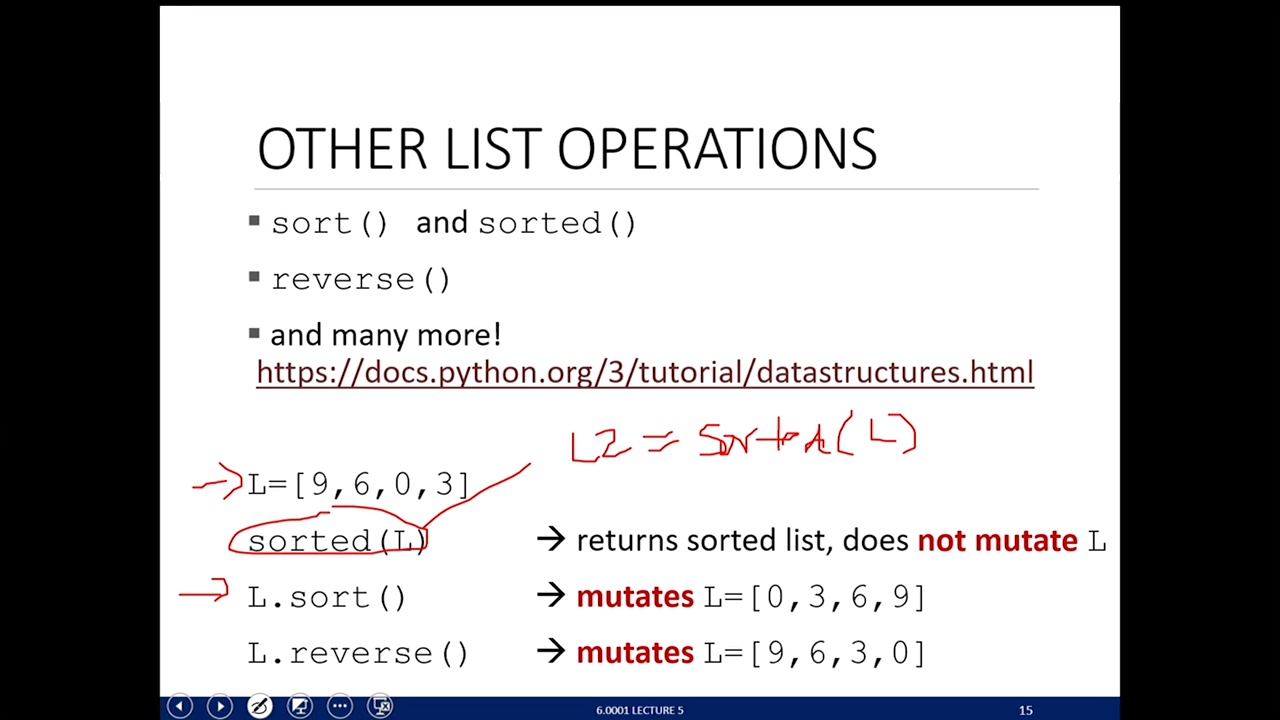 OTHER LIST OPERATIONS
▪ sort() and sorted()
▪ reverse()
▪ and many more!
https://docs.python.org/3/tutorial/datastructures.html
L2 = Sorted(L)
L=[9,6,0,3]
sorted(L) → returns sorted list, does not mutate L
L.sort() → mutates L=[0,3,6,9]
L.reverse() → mutates L=[9,6,3,0]
6.0001 LECTURE 5 15